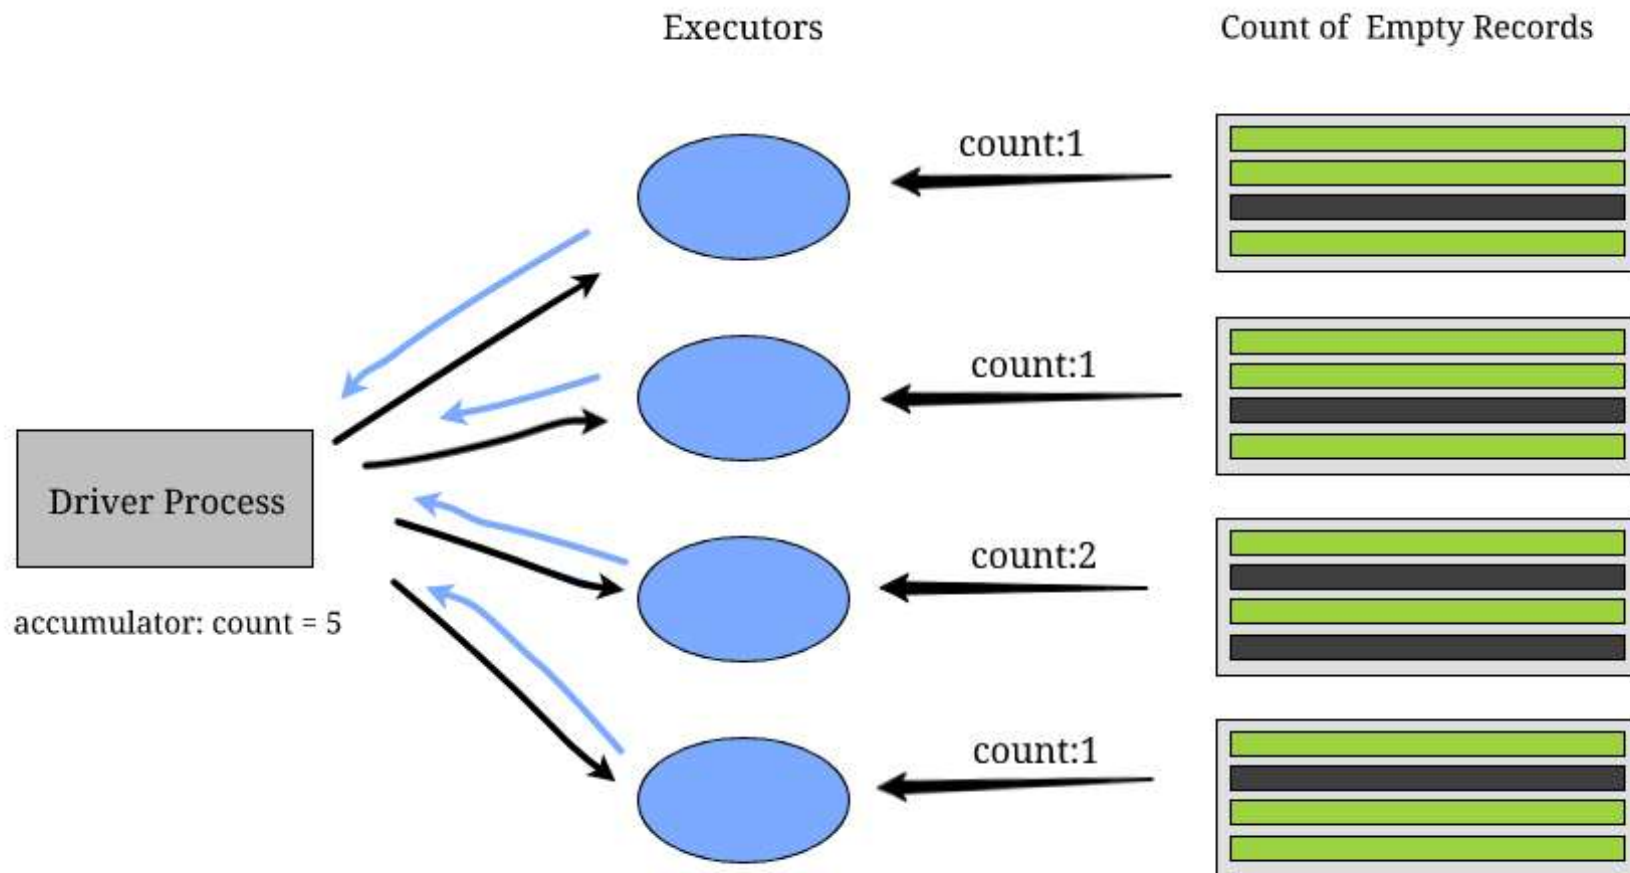 Executors
Count of Empty Records
count:1
count:1
Driver Process
count:2
accumulator: count = 5
count:1